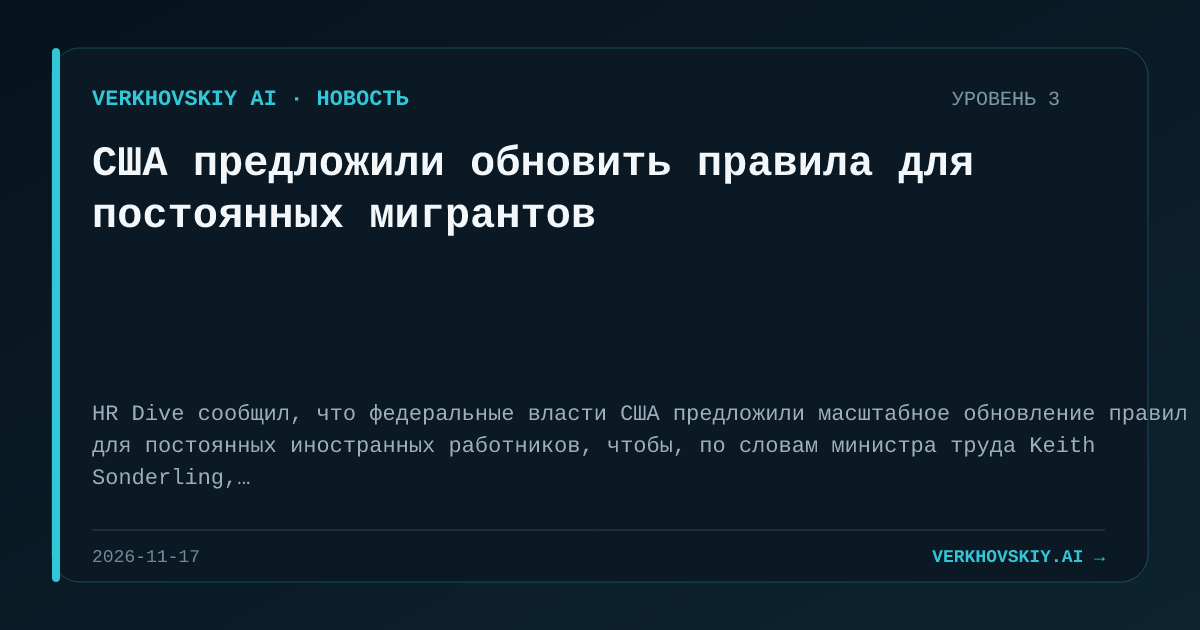 VERKHOVSKIY AI · НОВОСТЬ
УРОВЕНЬ 3
США предложили обновить правила для
постоянных мигрантов
HR Dive сообщил, что федеральные власти США предложили масштабное обновление правил
для постоянных иностранных работников, чтобы, по словам министра труда Keith
Sonderling,…
2026-11-17
VERKHOVSKIY.AI →